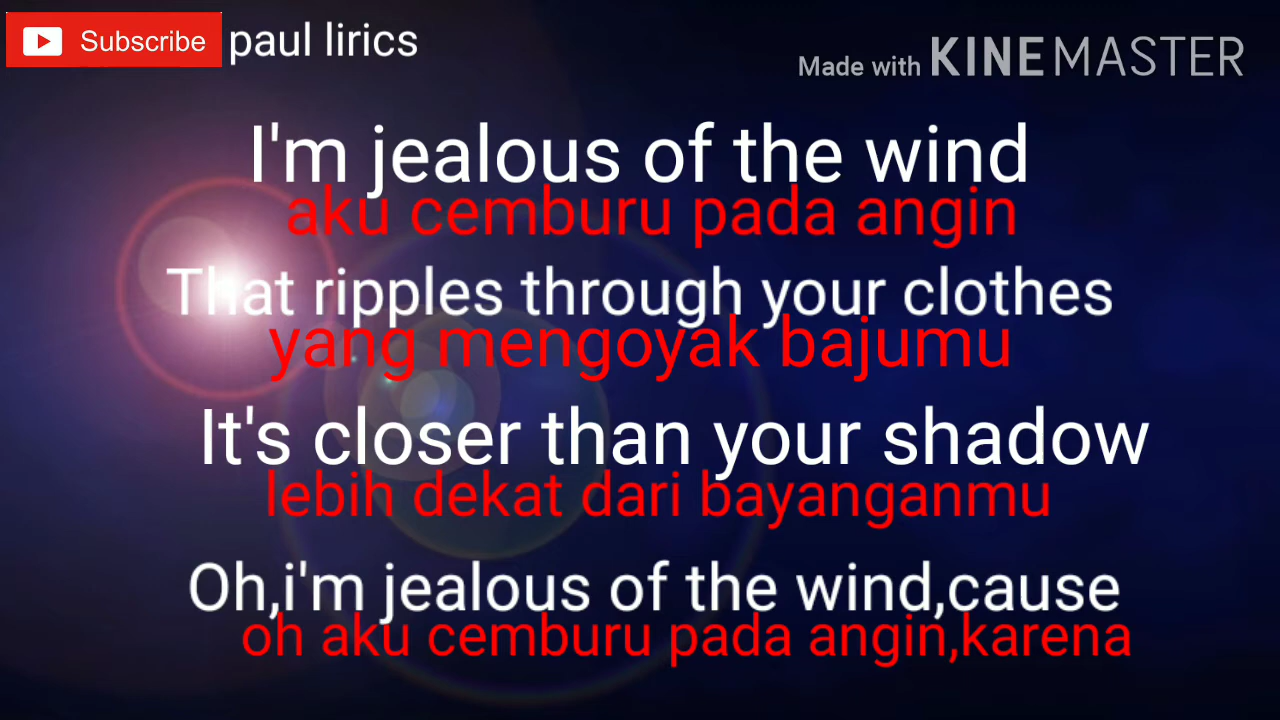 Subscribe paul lirics
Made with KINEMASTER
I'm jealous of the wind
aku cemburu pada angin
That ripples through your clothes
yang mengoyak bajumu
It's closer than your shadow
lebih dekat dari bayanganmu
Oh,i'm jealous of the wind,cause
oh aku cemburu pada angin,karena